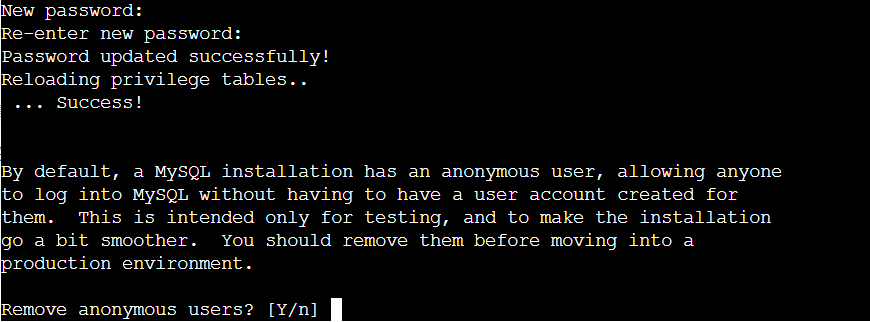 New password:
Re-enter new password:
Password updated successfully!
Reloading privilege tables..
 ... Success!
By default, a MySQL installation has an anonymous user, allowing anyone
to log into MySQL without having to have a user account created for
them.  This is intended only for testing, and to make the installation
go a bit smoother.  You should remove them before moving into a
production environment.
Remove anonymous users? [Y/n]